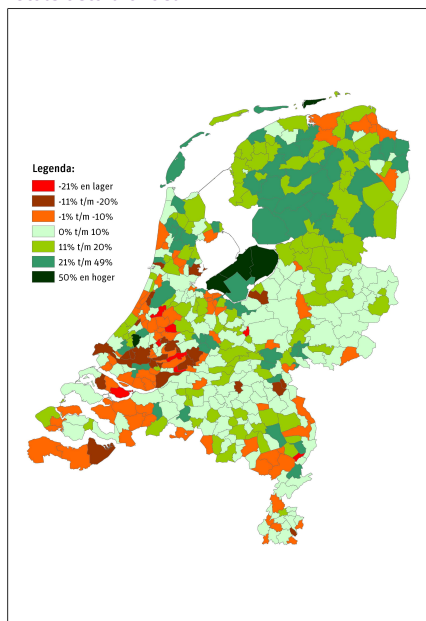 Legenda:
-21% en lager
-11% t/m -20%
-1% t/m -10%
0% t/m 10%
11% t/m 20%
21% t/m 49%
50% en hoger